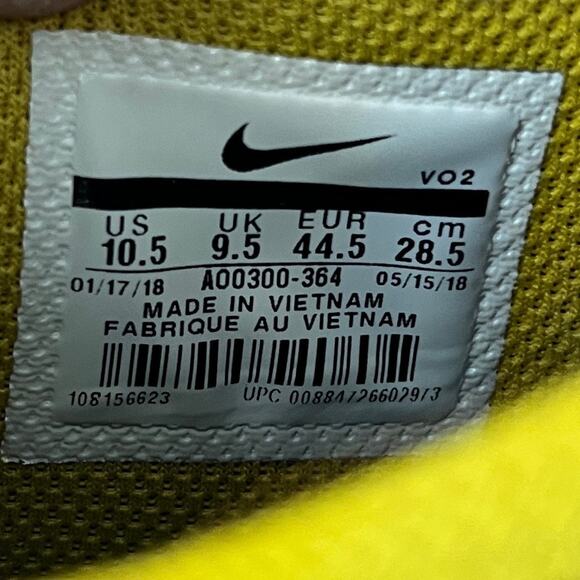 VO2
US UK EUR cm
10.5 9.5 44.5 28.5
01/17/18 AO0300-364 05/15/18
MADE IN VIETNAM
FABRIQUE AU VIETNAM
108156623 UPC 00884726602973